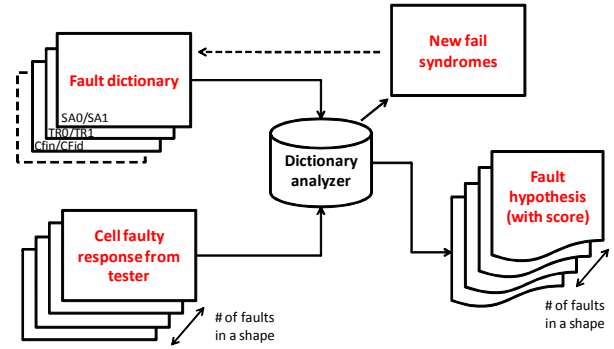 New fail
syndromes
Fault dictionary
SA0/SA1
TR0/TR1
Cfin/CFid
Dictionary
analyzer
Fault
hypothesis
(with score)
Cell faulty
response from
tester
# of faults
in a shape
# of faults
in a shape